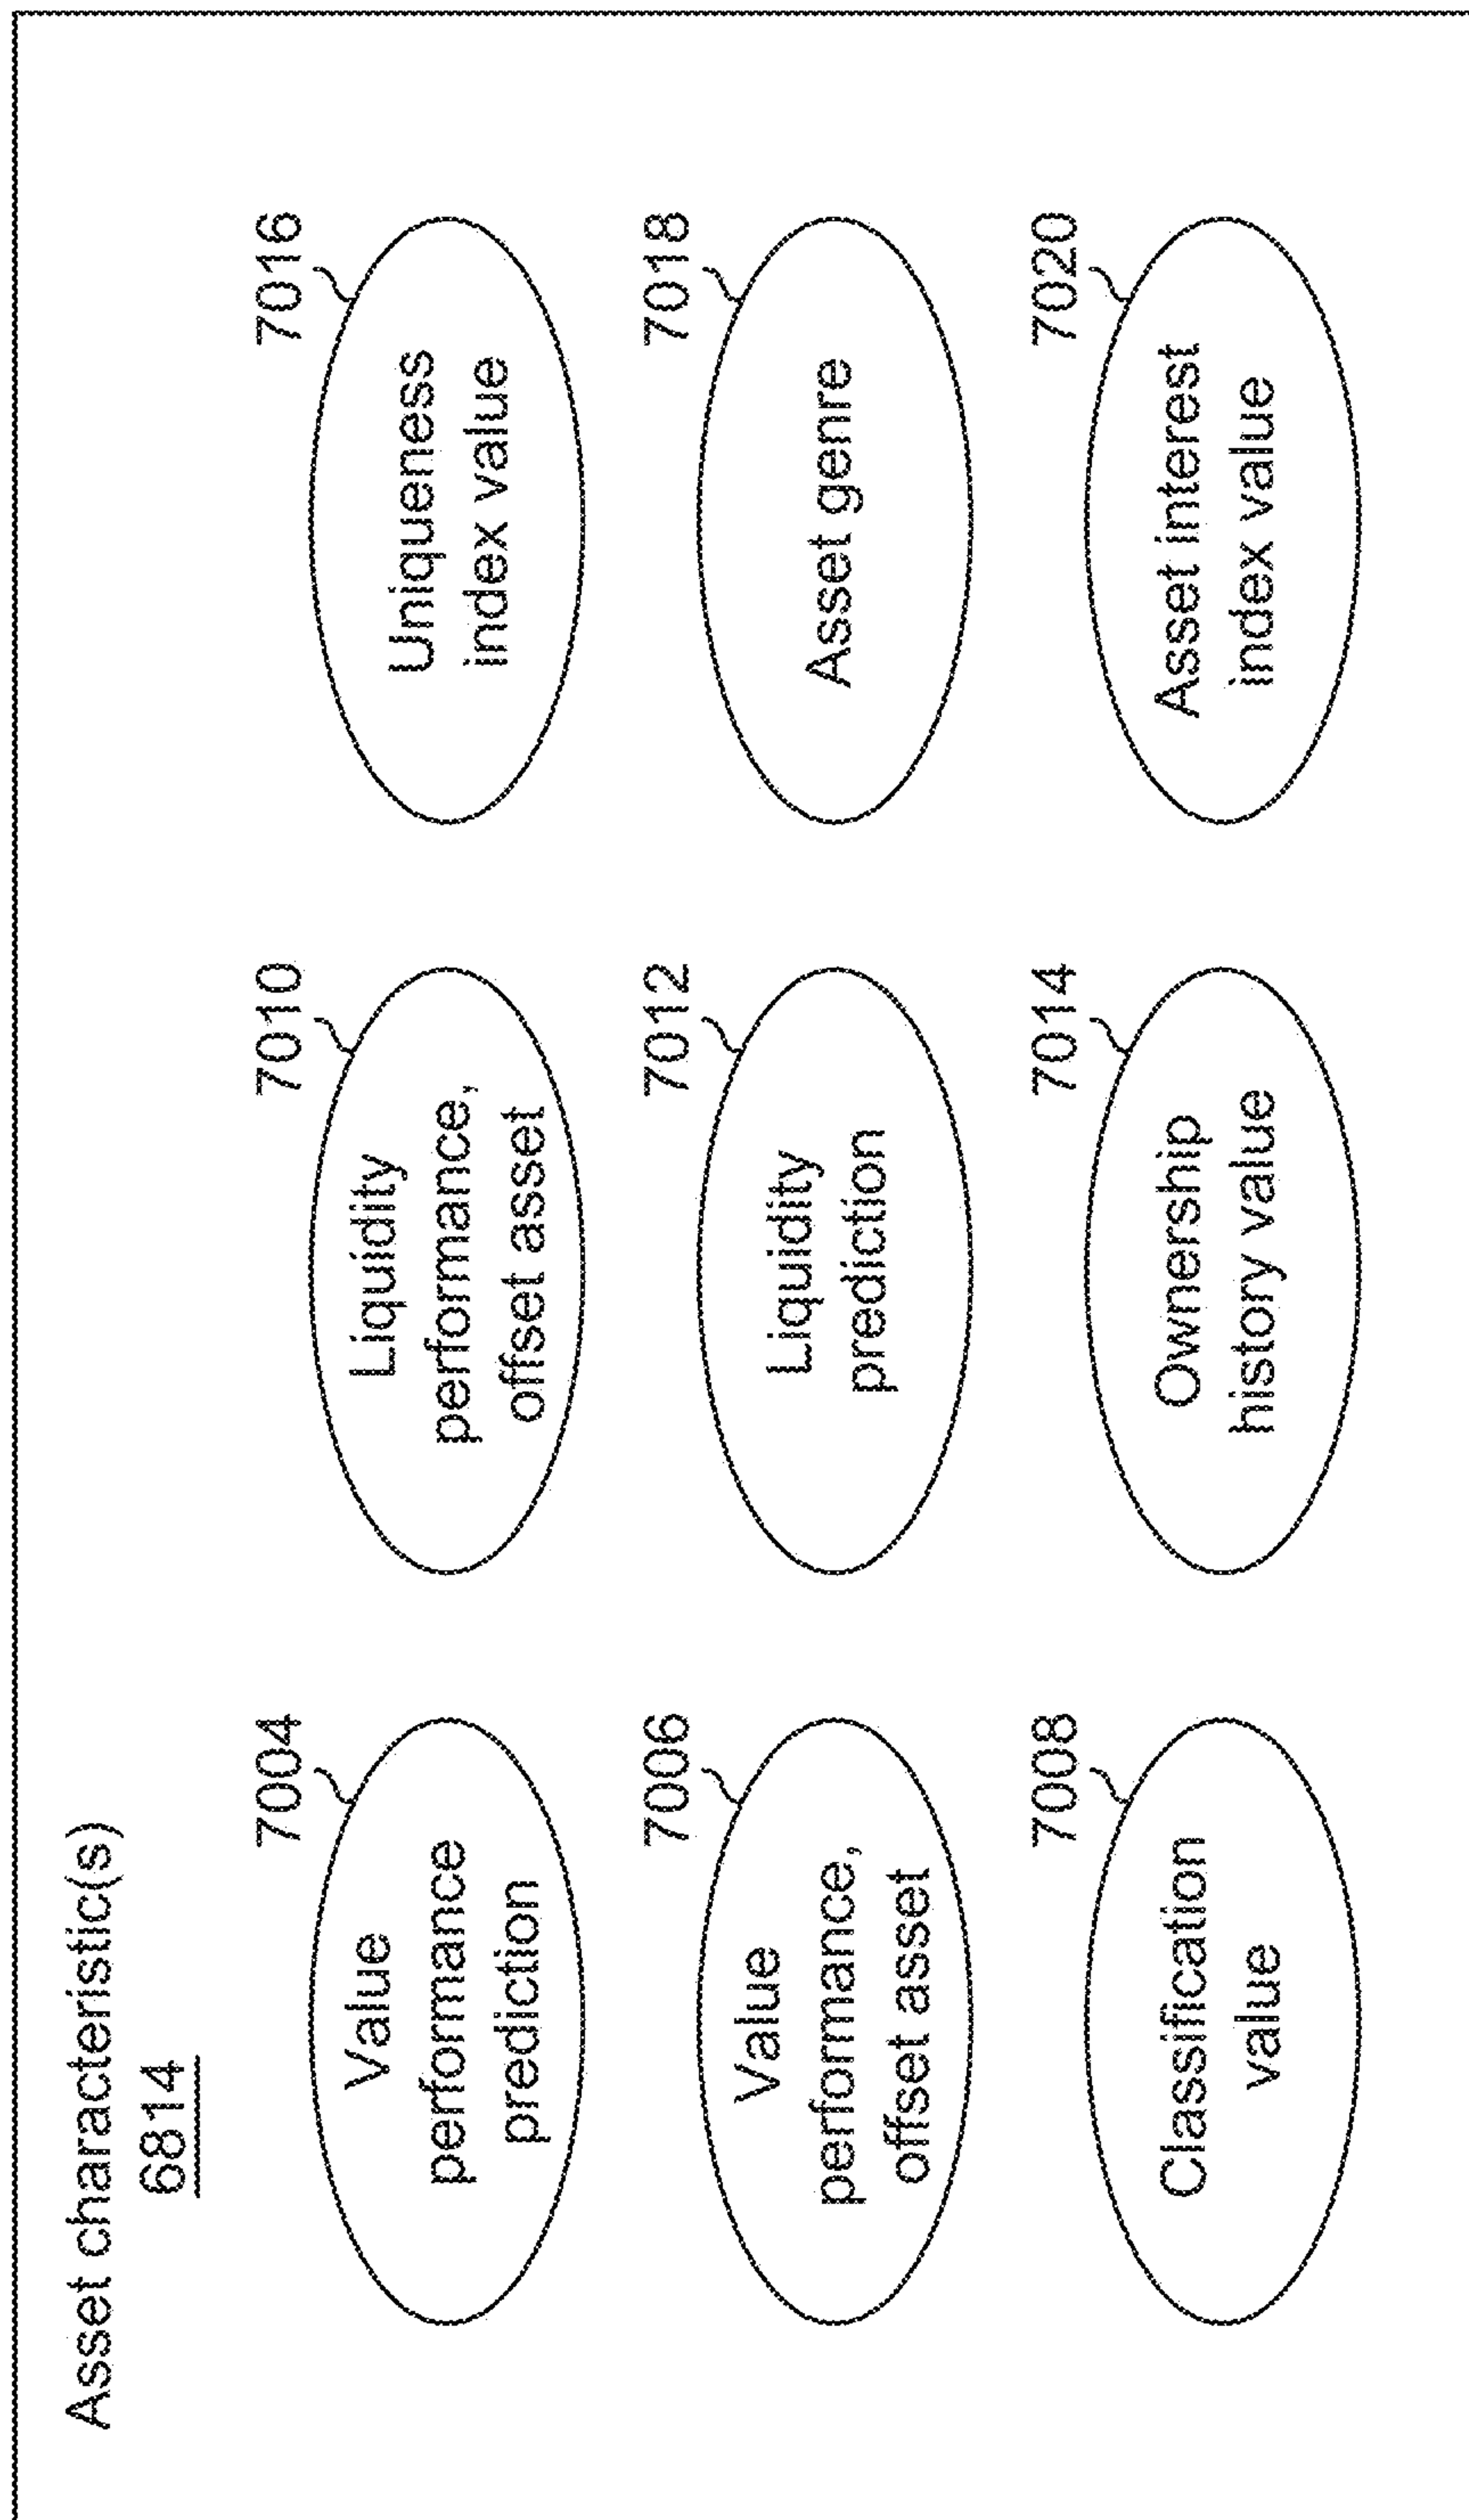 Asset characteristic(s)
6814
7004
Value
performance
prediction
7006
Value
performance,
offset asset
7008
Classification
value
7010
Liquidity
performance,
offset asset
7012
Liquidity
prediction
7014
Ownership
history value
7016
Uniqueness
index value
7018
Asset genre
7020
Asset interest
index value